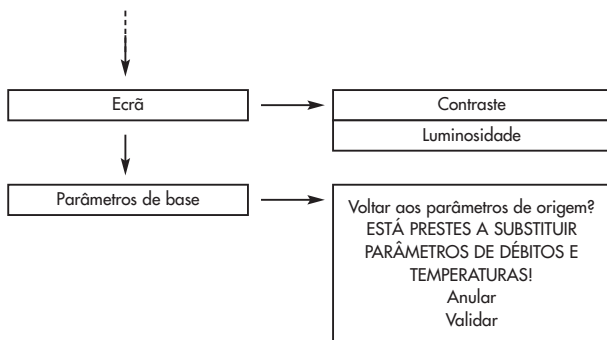 Ecrã
Contraste
Luminosidade
Parâmetros de base
Voltar aos parâmetros de origem?
ESTÁ PRESTES A SUBSTITUIR
PARÂMETROS DE DÉBITOS E
TEMPERATURAS!
Anular
Validar